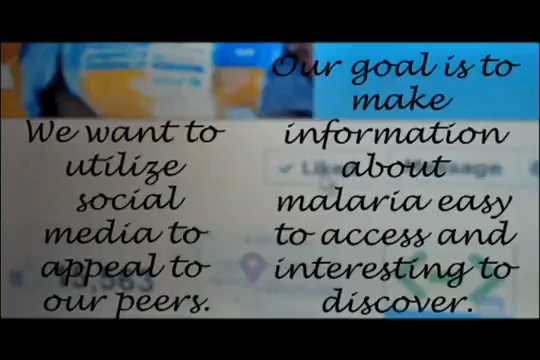 We want to
utilize
social
media to
appeal to
our peers.
Our goal is to
make
information
about
malaria easy
to access and
interesting to
discover.